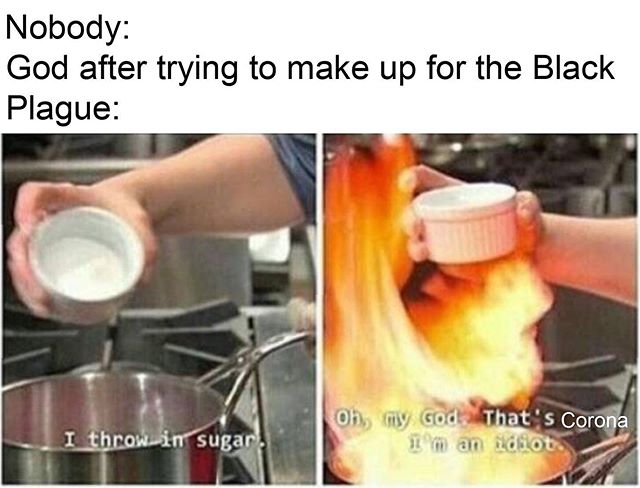 Nobody:
God after trying to make up for the Black
Plague:
I throw in sugar.
Oh, my God. That's Corona
I'm an idiot.